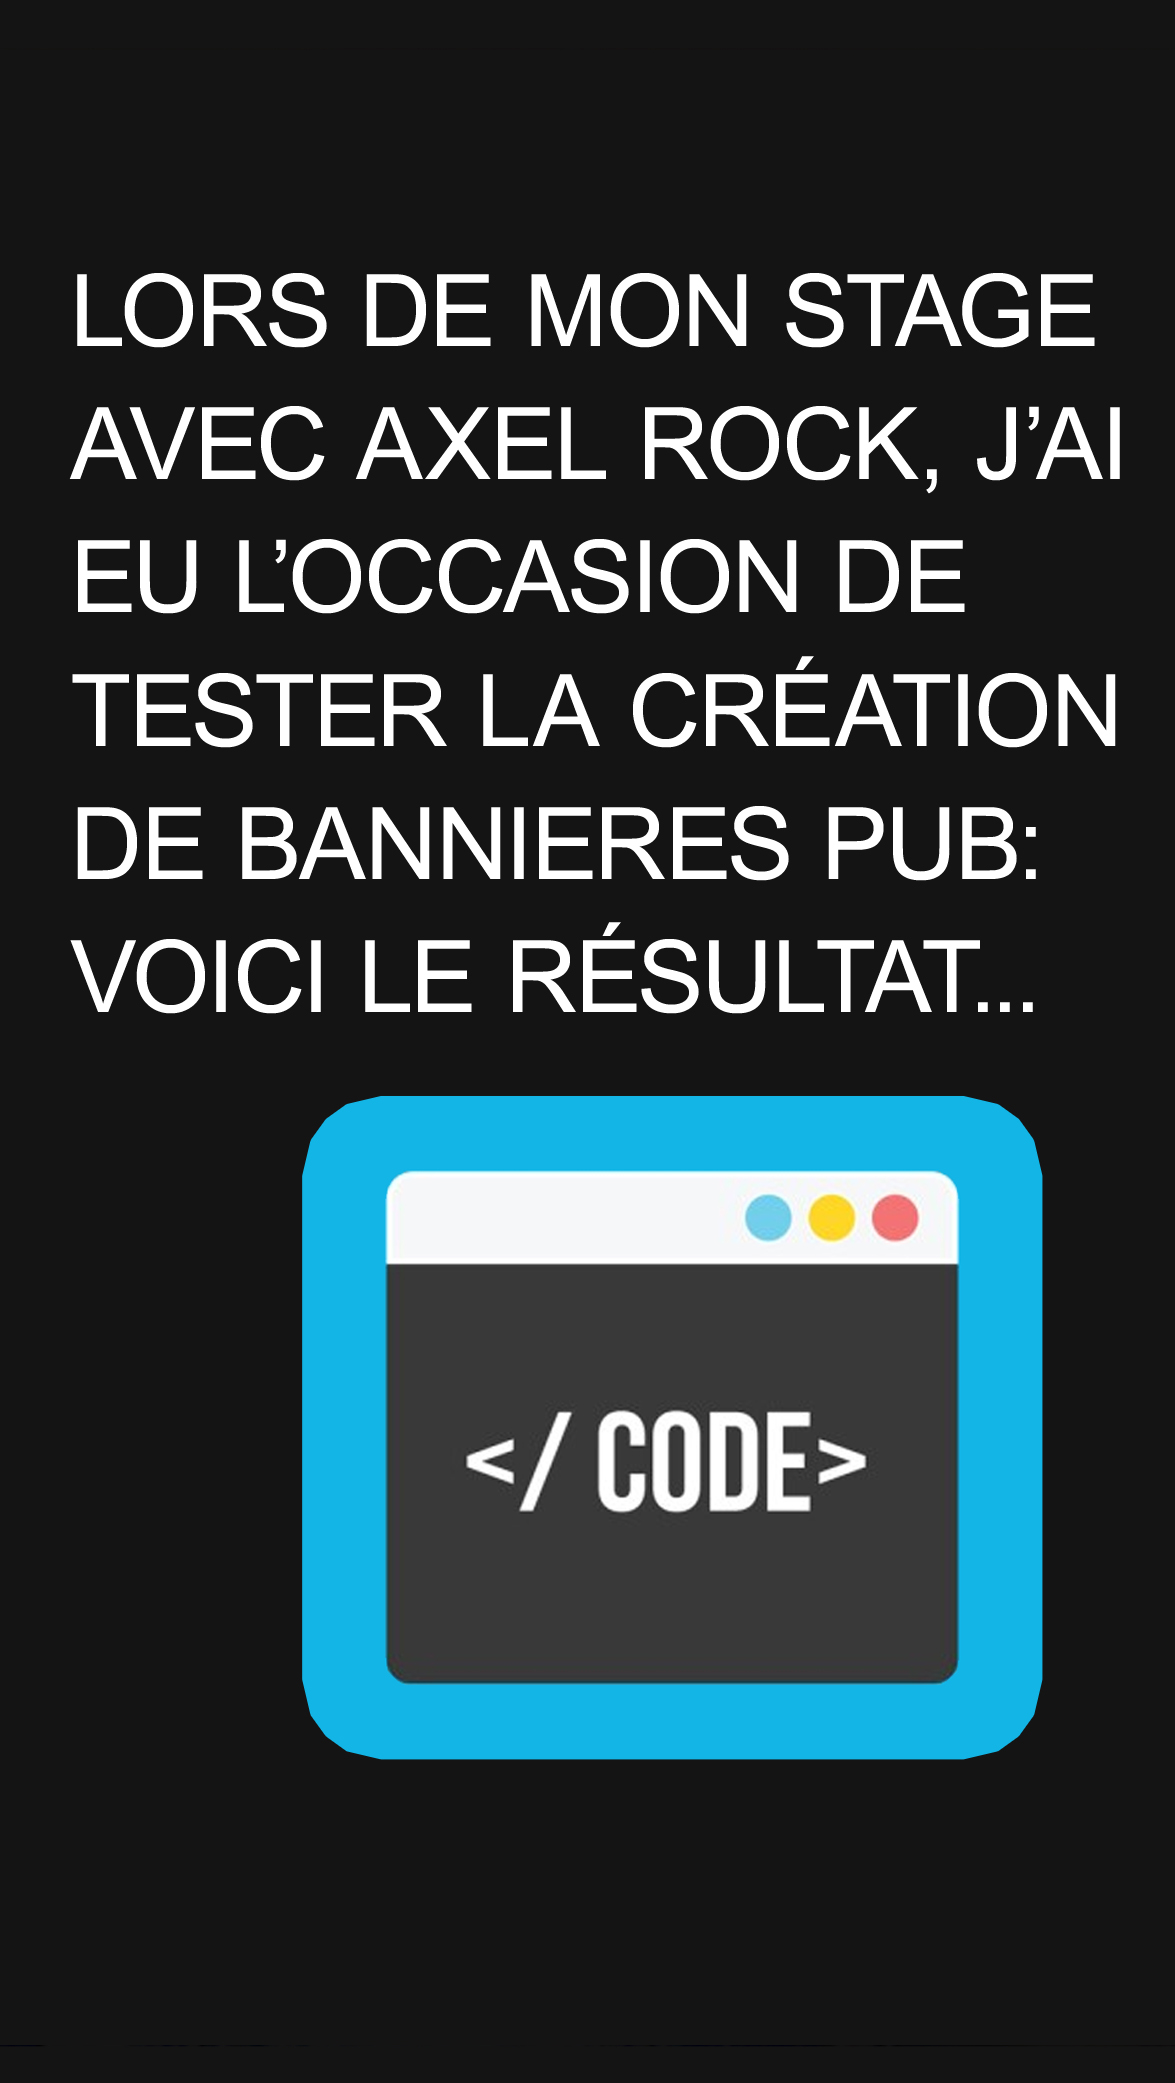 LORS DE MON STAGE
AVEC AXEL ROCK, J’AI
EU L’OCCASION DE
TESTER LA CRÉATION
DE BANNIERES PUB:
VOICI LE RÉSULTAT...
</ CODE>